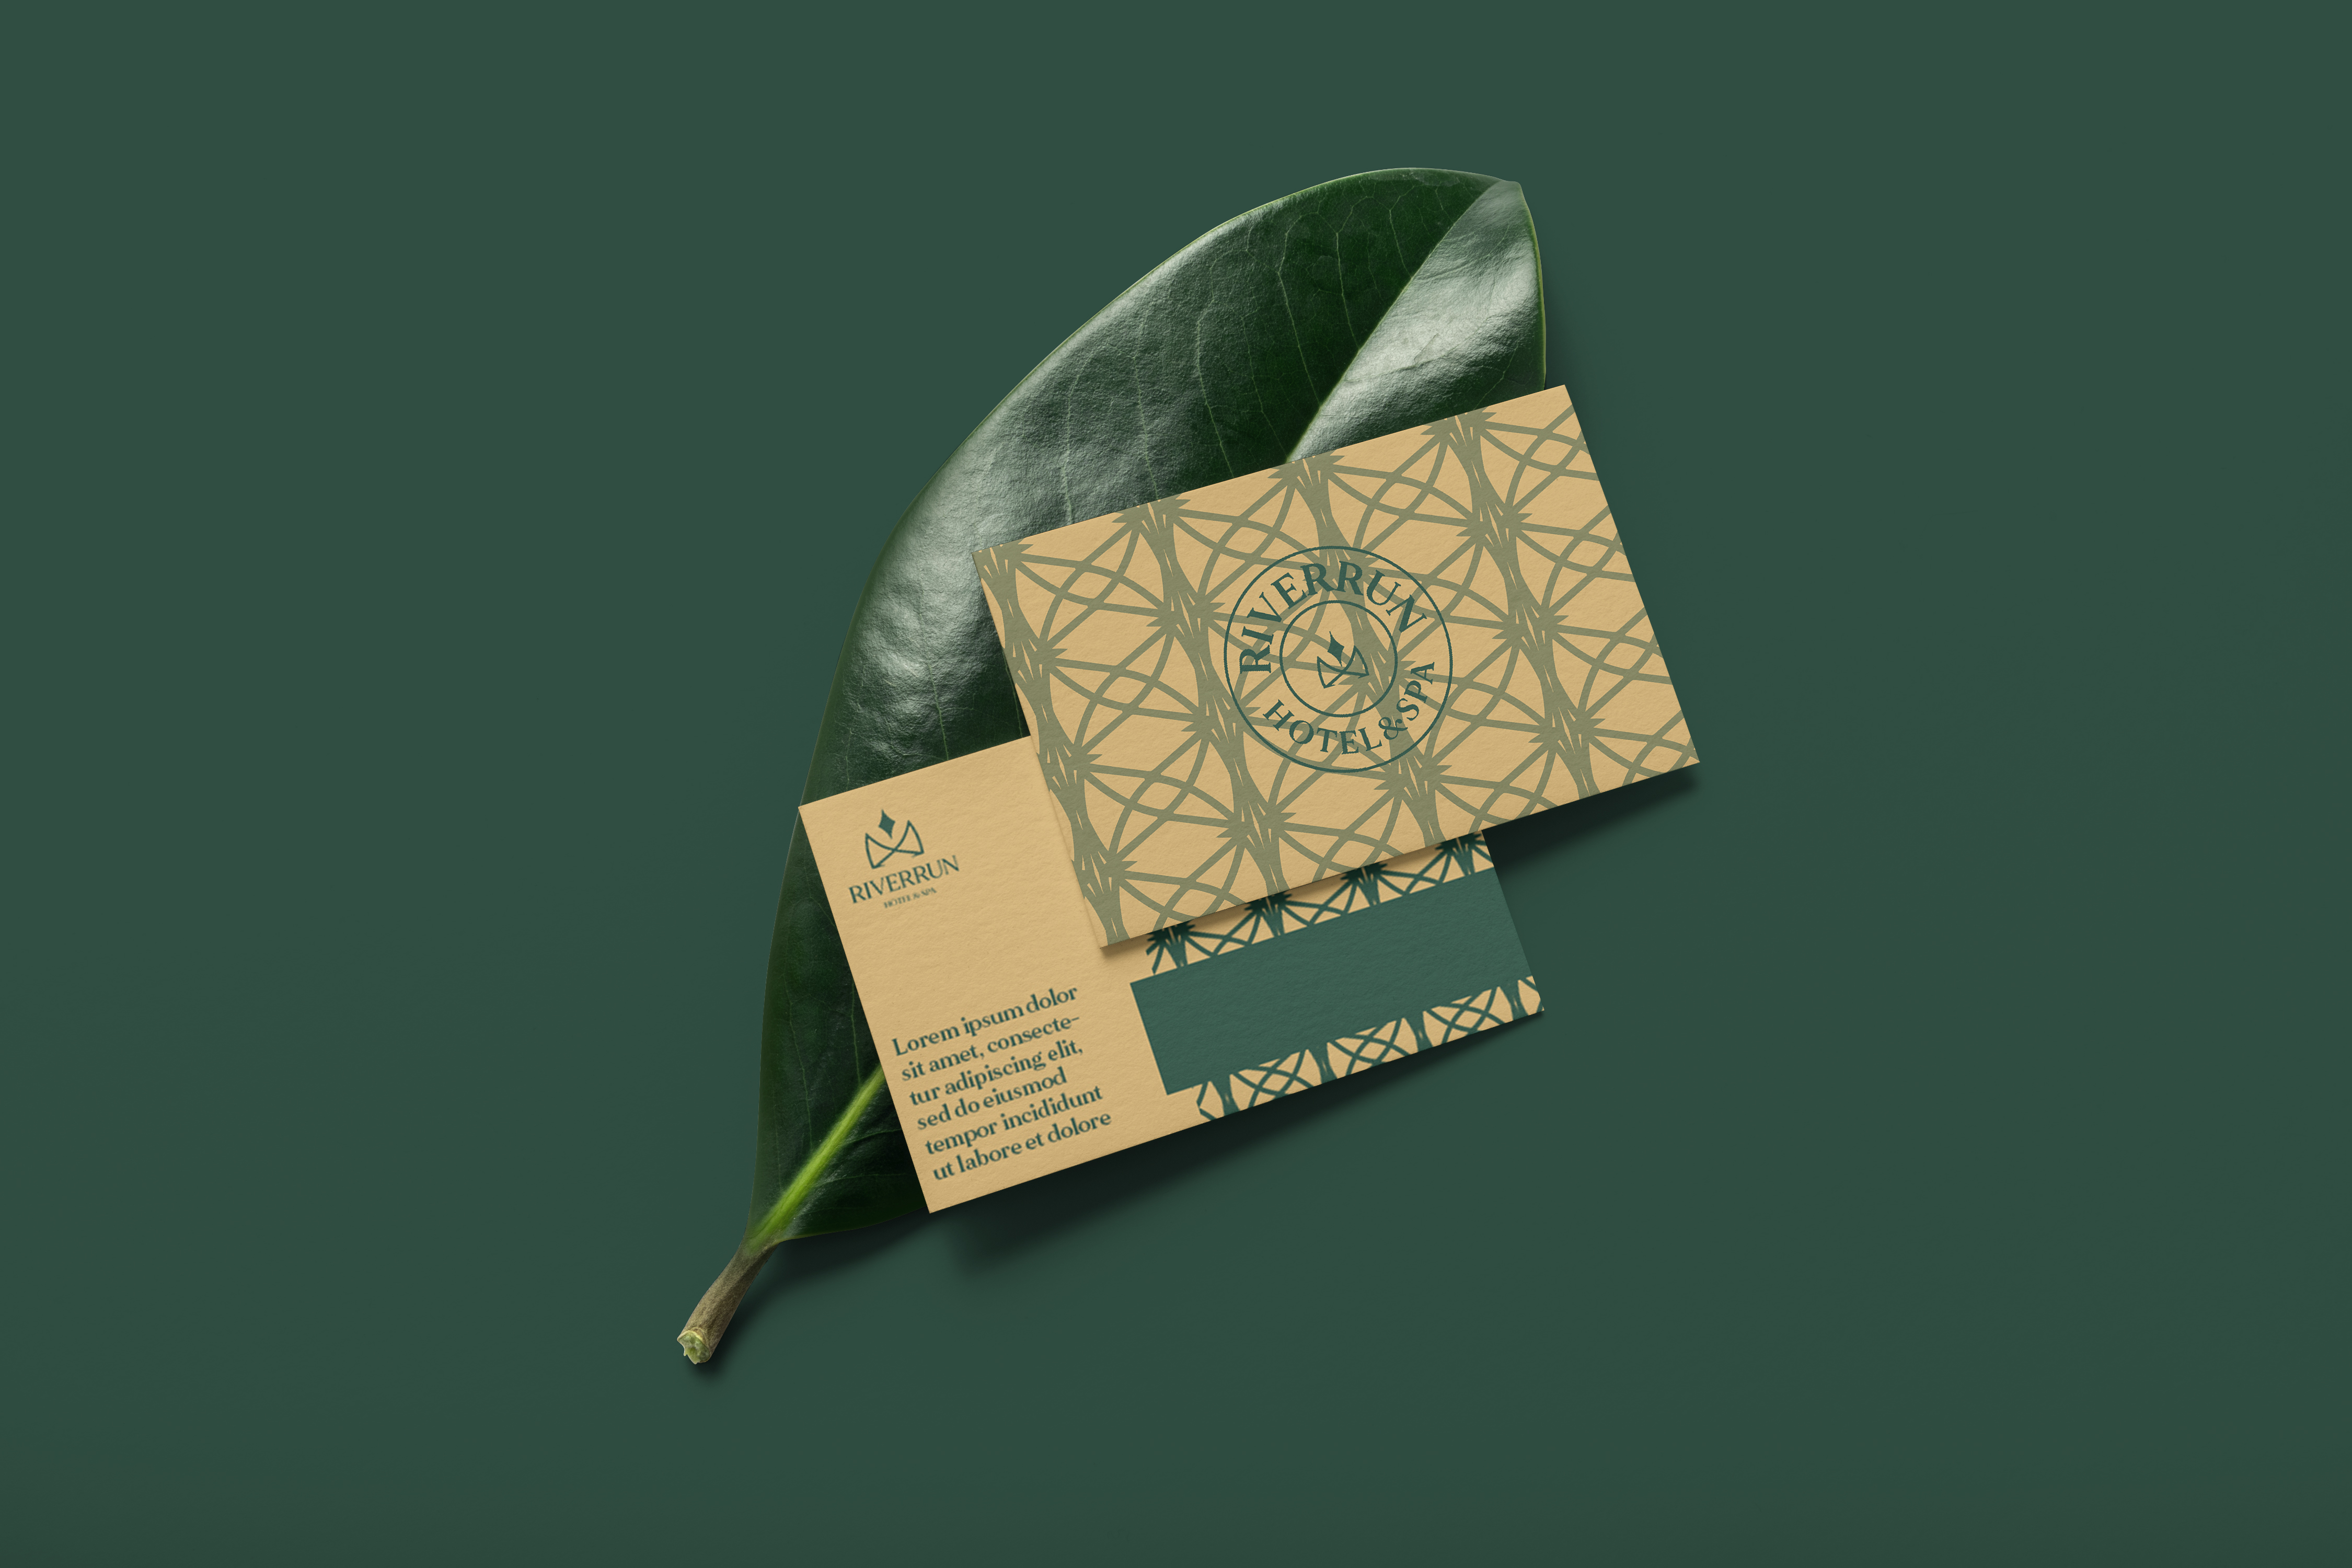 RIVERRUN
HOTEL&SPA
RIVERRUN
HOTEL&SPA
Lorem ipsum dolor
sit amet, consecte-
tur adipiscing elit,
sed do eiusmod
tempor incididunt
ut labore et dolore